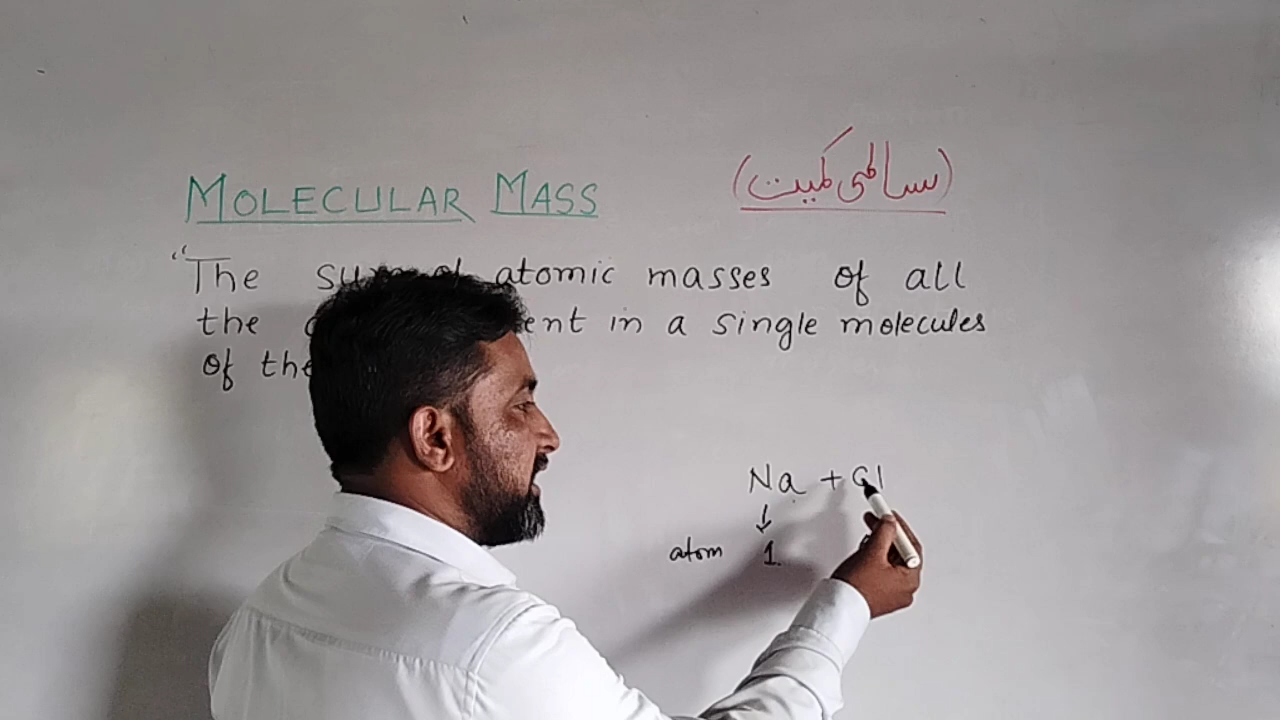 MOLECULAR MASS (سالمی کمیت)
"The sum of atomic masses of all
the ent in a single molecules
of the
Na + Cl
↓
atom 1